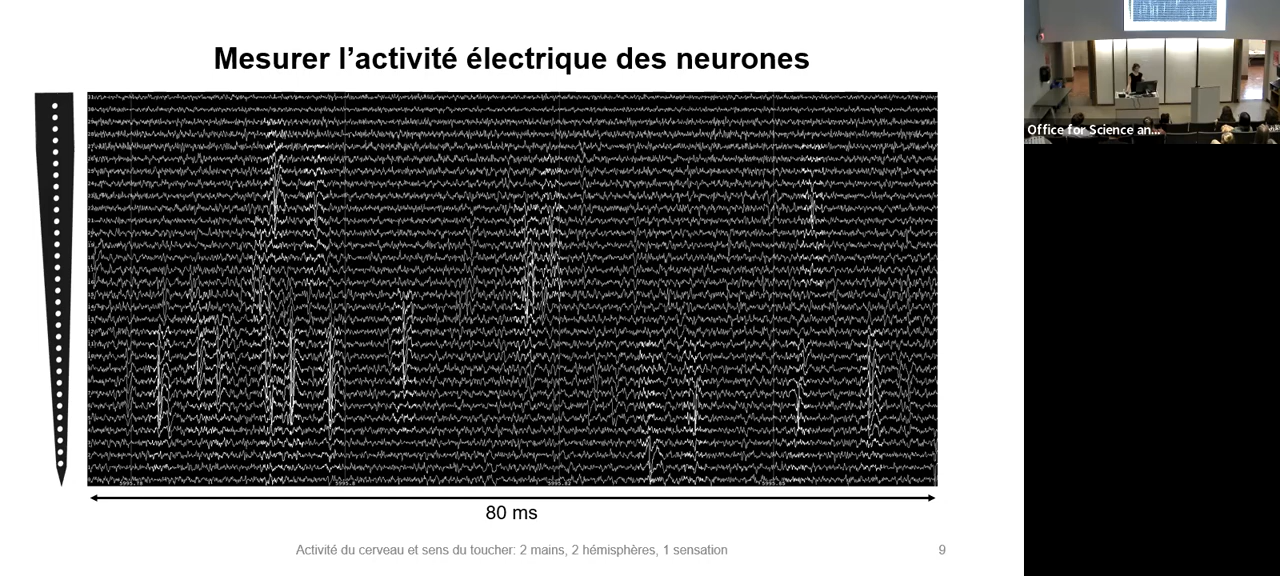 Mesurer l'activité électrique des neurones
80 ms
Activité du cerveau et sens du toucher: 2 mains, 2 hémisphères, 1 sensation
9
Office for Science an...